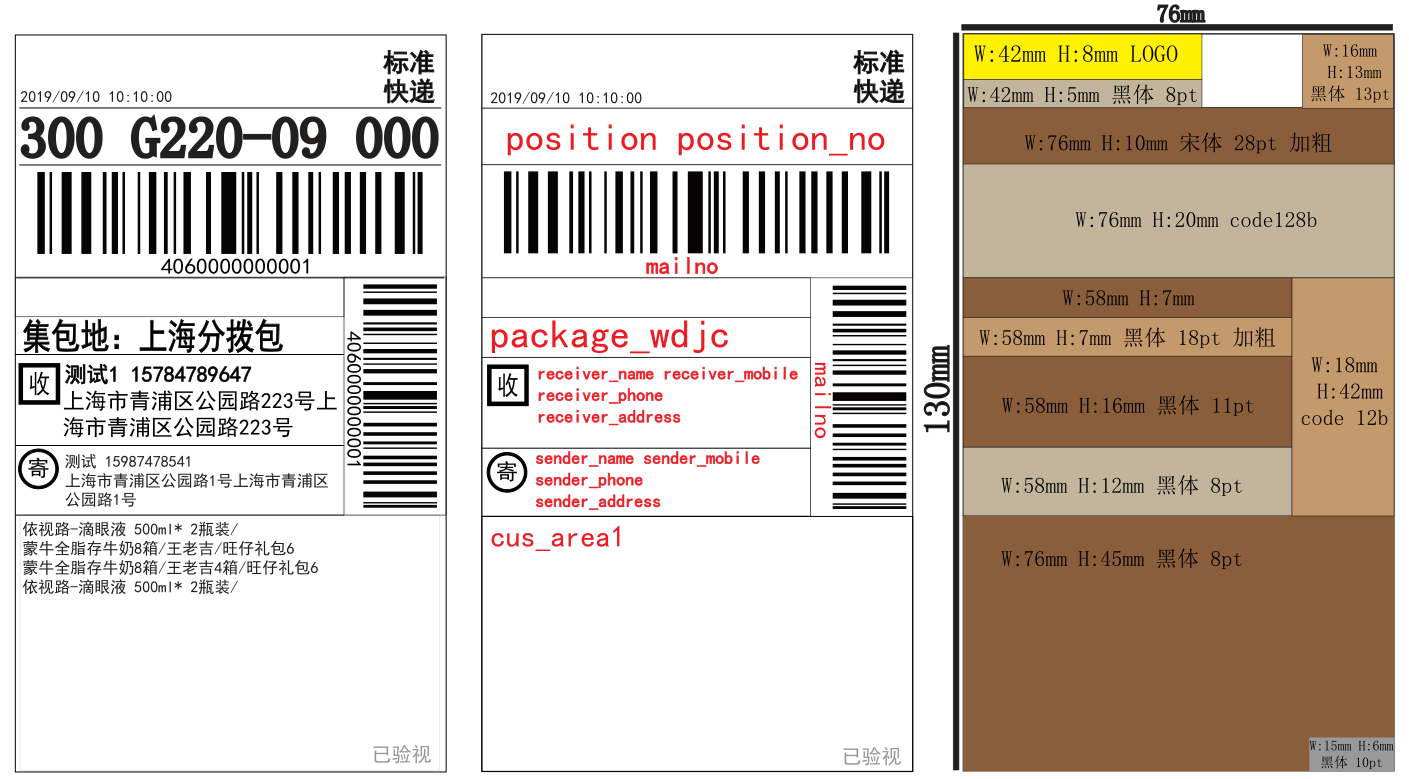 标准
快递
2019/09/10 10:10:00
300 G220-09 000
4060000000001
集包地：上海分拨包
收
测试1 15784789647
上海市青浦区公园路223号上
海市青浦区公园路223号
4060000000001
寄
测试 15987478541
上海市青浦区公园路1号上海市青浦区
公园路1号
依视路-滴眼液 500ml* 2瓶装/
蒙牛全脂存牛奶8箱/王老吉/旺仔礼包6
蒙牛全脂存牛奶8箱/王老吉4箱/旺仔礼包6
依视路-滴眼液 500ml* 2瓶装/
已验视
标准
快递
2019/09/10 10:10:00
position position_no
mailno
package_wdjc
收
receiver_name receiver_mobile
receiver_phone
receiver_address
mailno
寄
sender_name sender_mobile
sender_phone
sender_address
cus_area1
已验视
76mm
130mm
W:42mm H:8mm LOGO
W:16mm
H:13mm
黑体 13pt
W:42mm H:5mm 黑体 8pt
W:76mm H:10mm 宋体 28pt 加粗
W:76mm H:20mm code128b
W:58mm H:7mm
W:58mm H:7mm 黑体 18pt 加粗
W:18mm
H:42mm
code 12b
W:58mm H:16mm 黑体 11pt
W:58mm H:12mm 黑体 8pt
W:76mm H:45mm 黑体 8pt
W:15mm H:6mm
黑体 10pt